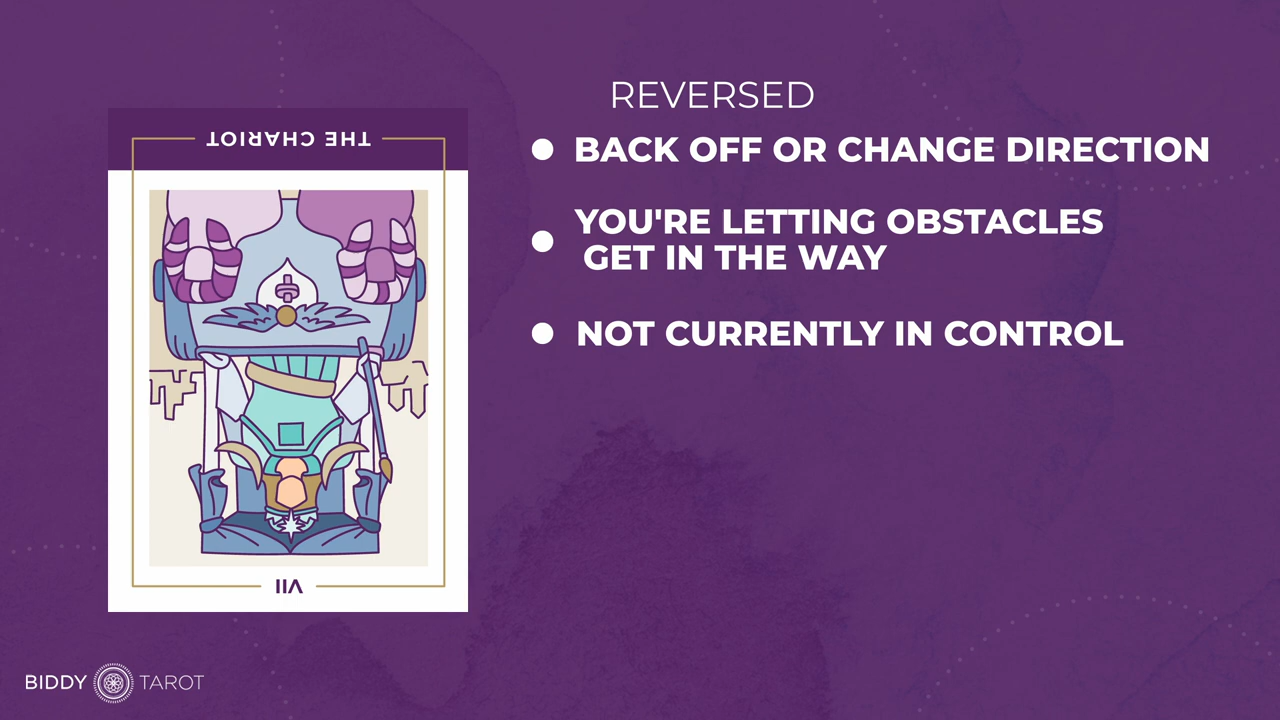 REVERSED
BACK OFF OR CHANGE DIRECTION
YOU'RE LETTING OBSTACLES
GET IN THE WAY
NOT CURRENTLY IN CONTROL
THE CHARIOT
VII
BIDDY TAROT